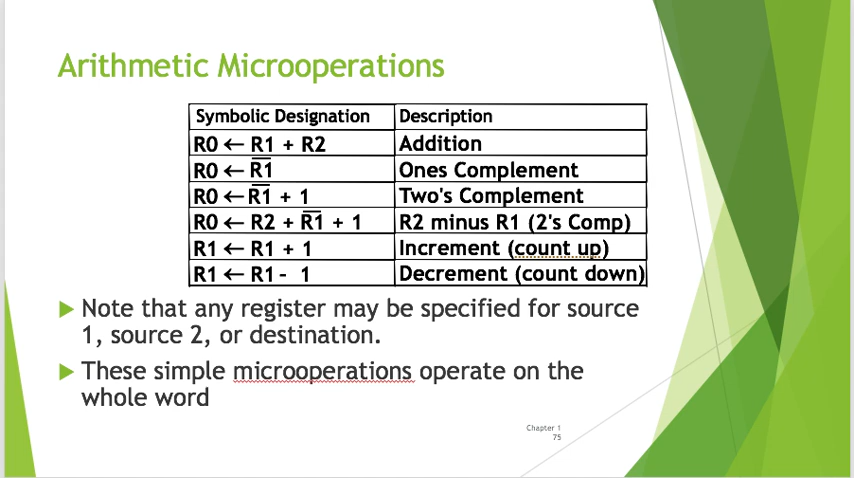 Arithmetic Microoperations
Symbolic Designation Description
R0 ← R1 + R2 Addition
R0 ← R̅1̅ Ones Complement
R0 ← R̅1̅ + 1 Two's Complement
R0 ← R2 + R̅1̅ + 1 R2 minus R1 (2's Comp)
R1 ← R1 + 1 Increment (count up)
R1 ← R1 - 1 Decrement (count down)
Note that any register may be specified for source
1, source 2, or destination.
These simple microoperations operate on the
whole word
Chapter 1
75